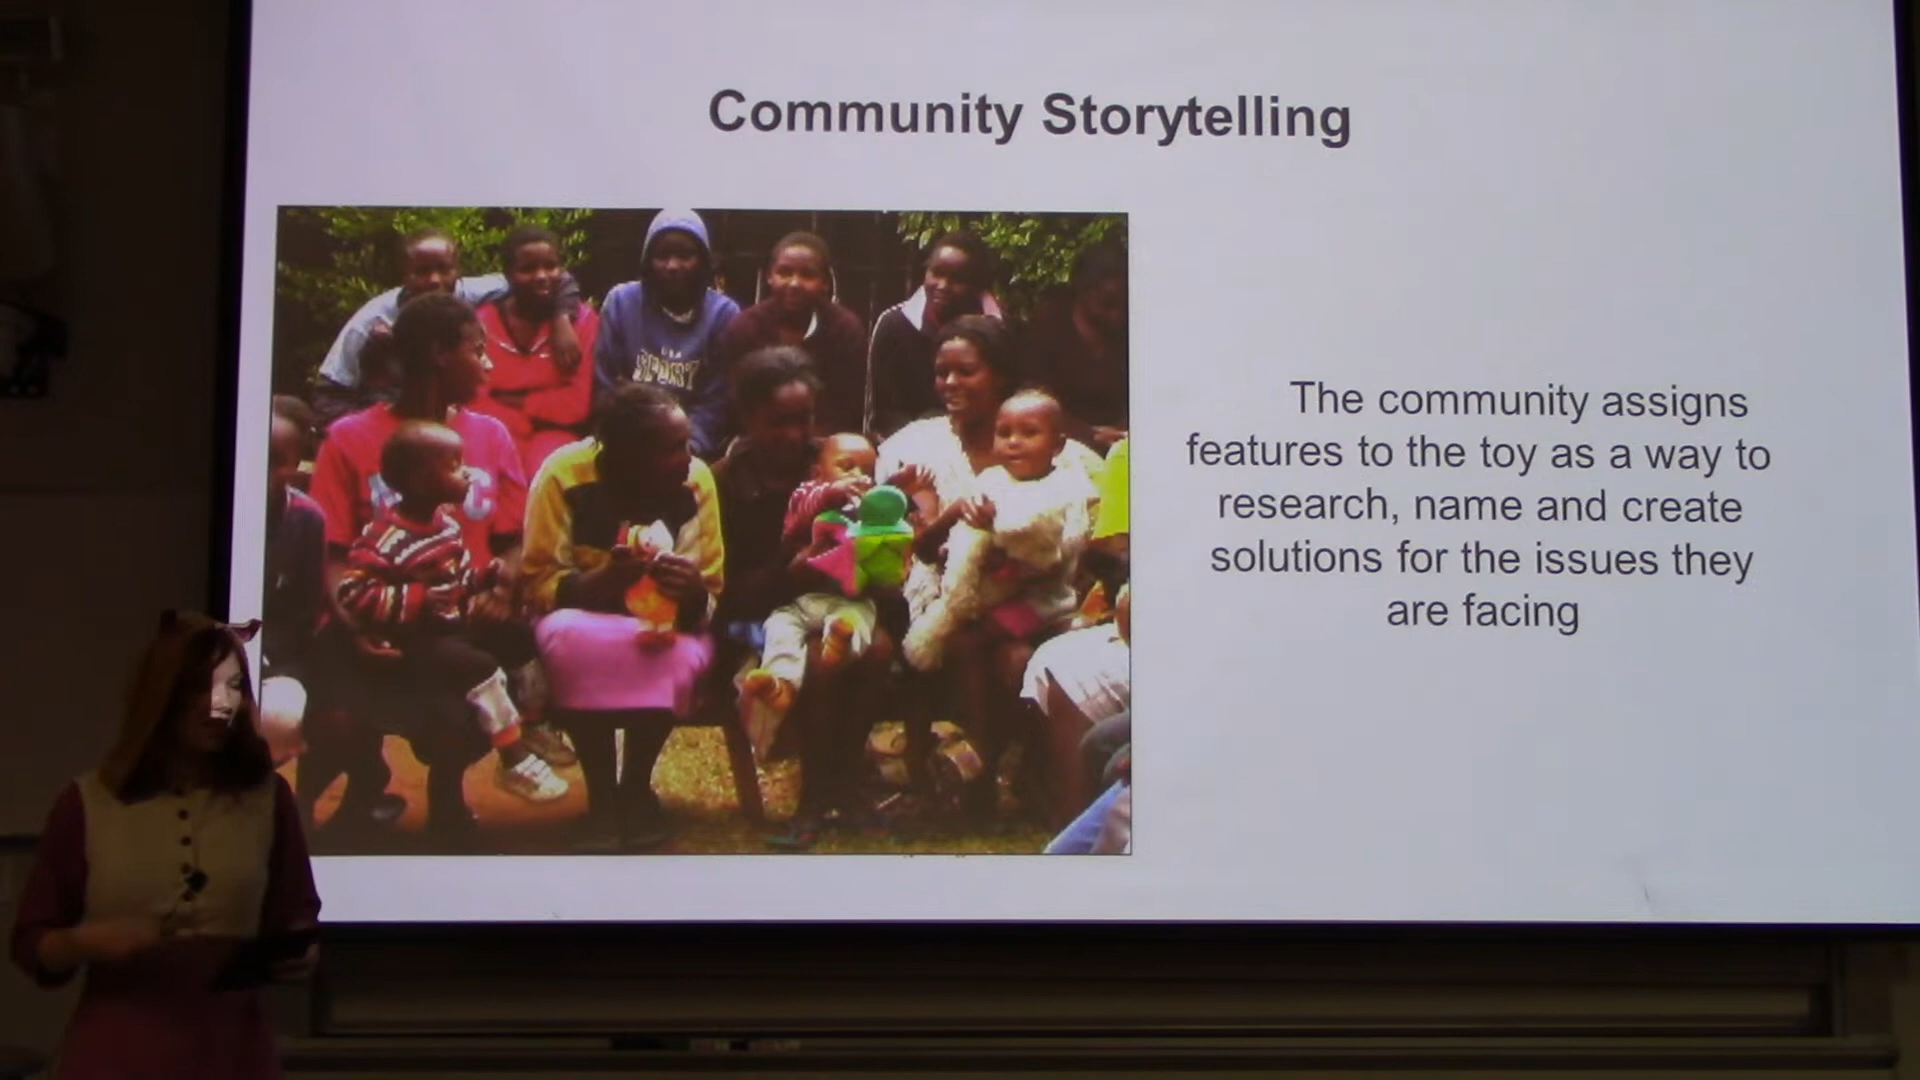 Community Storytelling
The community assigns
features to the toy as a way to
research, name and create
solutions for the issues they
are facing
SPORT